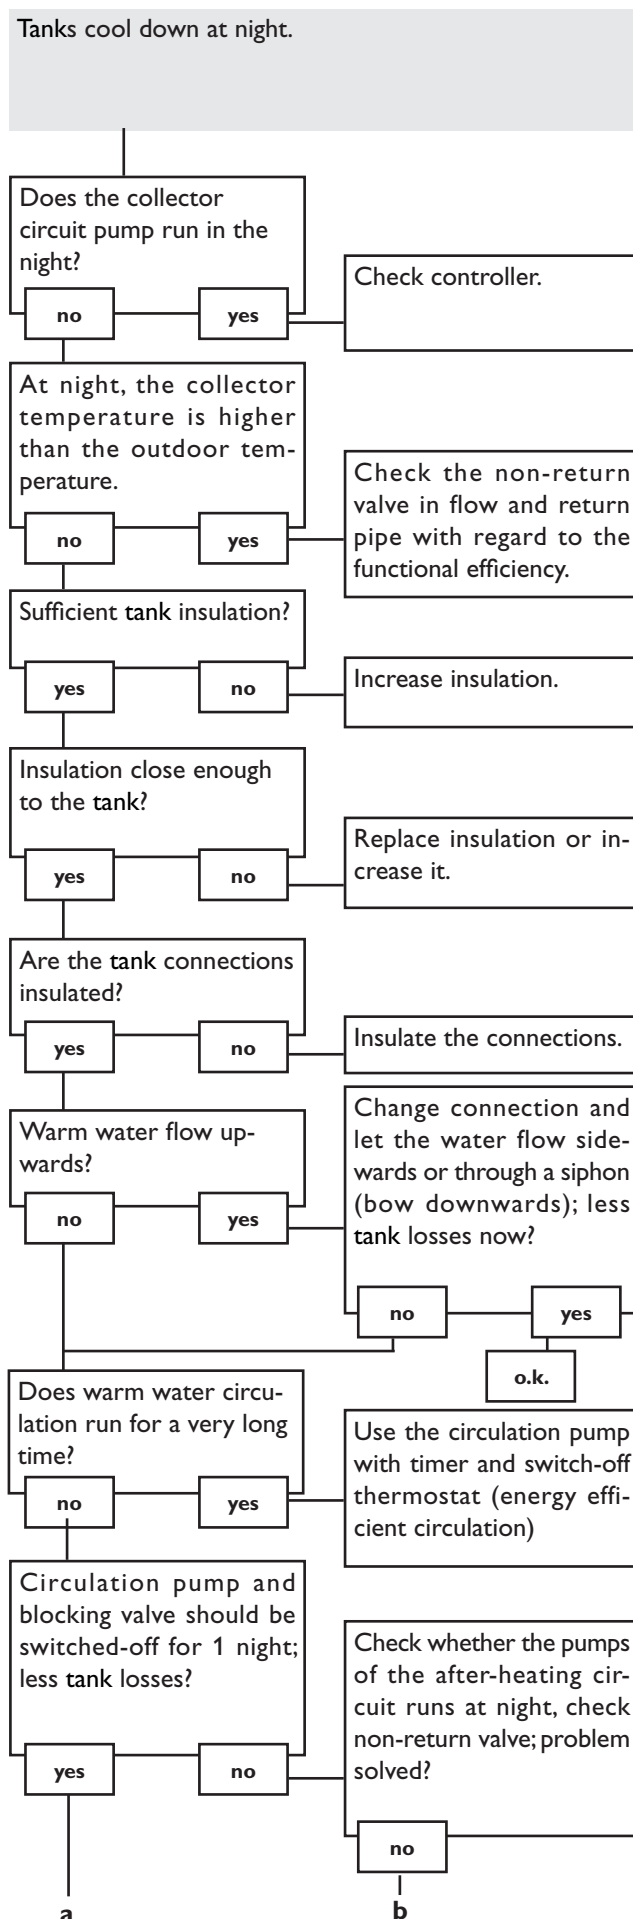 Tanks cool down at night.
Does the collector
circuit pump run in the
night?
no
yes
Check controller.
At night, the collector
temperature is higher
than the outdoor tem-
perature.
no
yes
Check the non-return
valve in flow and return
pipe with regard to the
functional efficiency.
Sufficient tank insulation?
yes
no
Increase insulation.
Insulation close enough
to the tank?
yes
no
Replace insulation or in-
crease it.
Are the tank connections
insulated?
yes
no
Insulate the connections.
Warm water flow up-
wards?
no
yes
Change connection and
let the water flow side-
wards or through a siphon
(bow downwards); less
tank losses now?
no
yes
o.k.
Does warm water circu-
lation run for a very long
time?
no
yes
Use the circulation pump
with timer and switch-off
thermostat (energy effi-
cient circulation)
Circulation pump and
blocking valve should be
switched-off for 1 night;
less tank losses?
yes
no
Check whether the pumps
of the after-heating cir-
cuit runs at night, check
non-return valve; problem
solved?
no
a
b